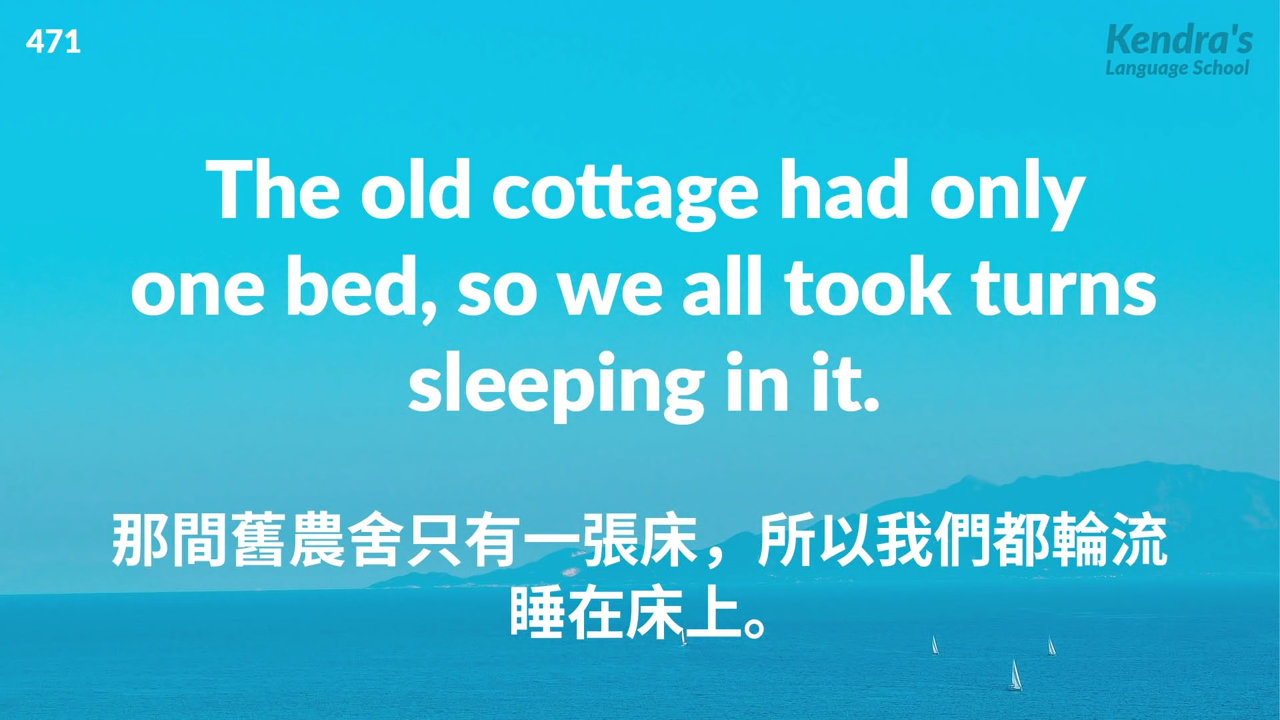 471
Kendra's
Language School
The old cottage had only
one bed, so we all took turns
sleeping in it.
那間舊農舍只有一張床，所以我們都輪流
睡在床上。